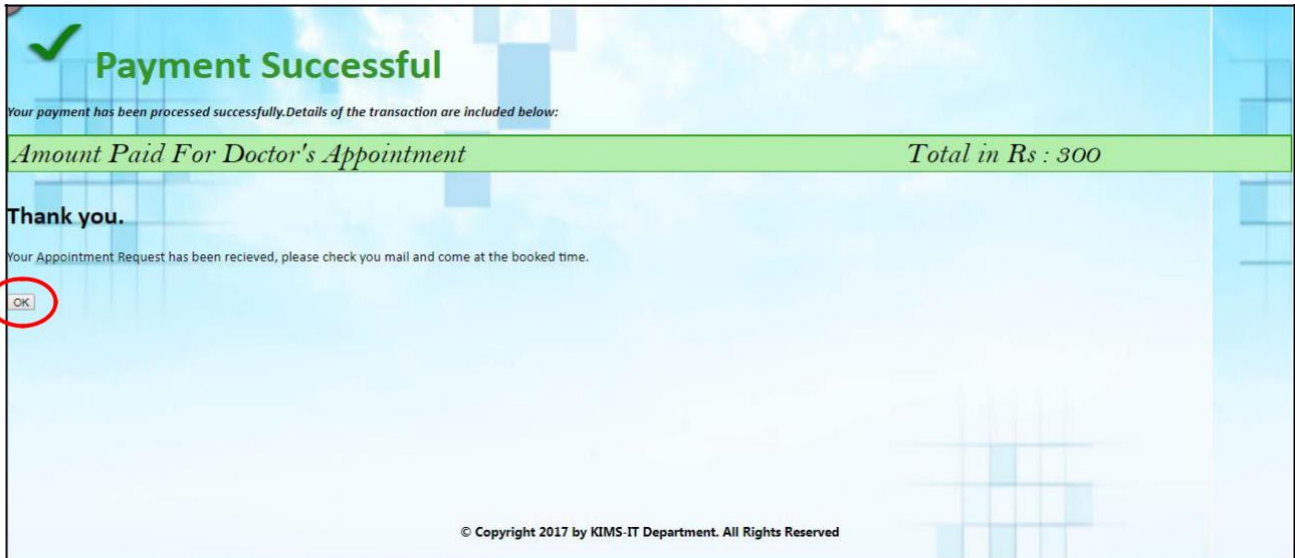 Payment Successful
Your payment has been processed successfully.Details of the transaction are included below:
Amount Paid For Doctor's Appointment Total in Rs : 300
Thank you.
Your Appointment Request has been recieved, please check you mail and come at the booked time.
OK
© Copyright 2017 by KIMS-IT Department. All Rights Reserved